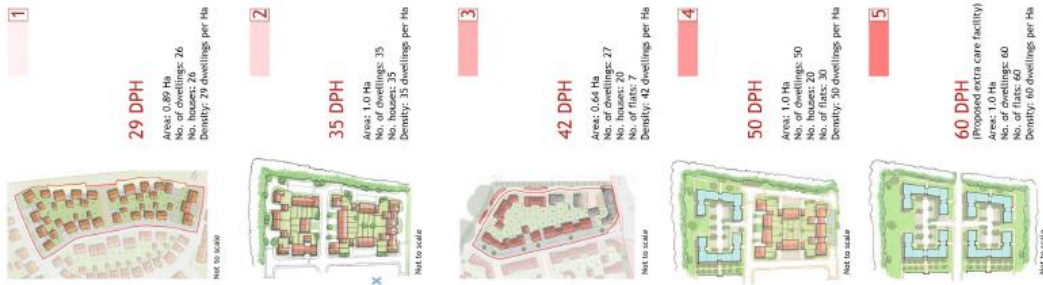 1
29 DPH
Area: 0.89 Ha
No. of dwellings: 26
No. houses: 26
Density: 29 dwellings per Ha
Not to scale
2
35 DPH
Area: 1.0 Ha
No. of dwellings: 35
No. houses: 35
Density: 35 dwellings per Ha
Not to scale
X
3
42 DPH
Area: 0.64 Ha
No. of dwellings: 27
No. of houses: 20
No. of flats: 7
Density: 42 dwellings per Ha
Not to scale
4
50 DPH
Area: 1.0 Ha
No. of dwellings: 50
No. of houses: 20
No. of flats: 30
Density: 50 dwellings per Ha
Not to scale
5
60 DPH
(Proposed extra care facility)
Area: 1.0 Ha
No. of dwellings: 60
No. of flats: 60
Density: 60 dwellings per Ha
Not to scale